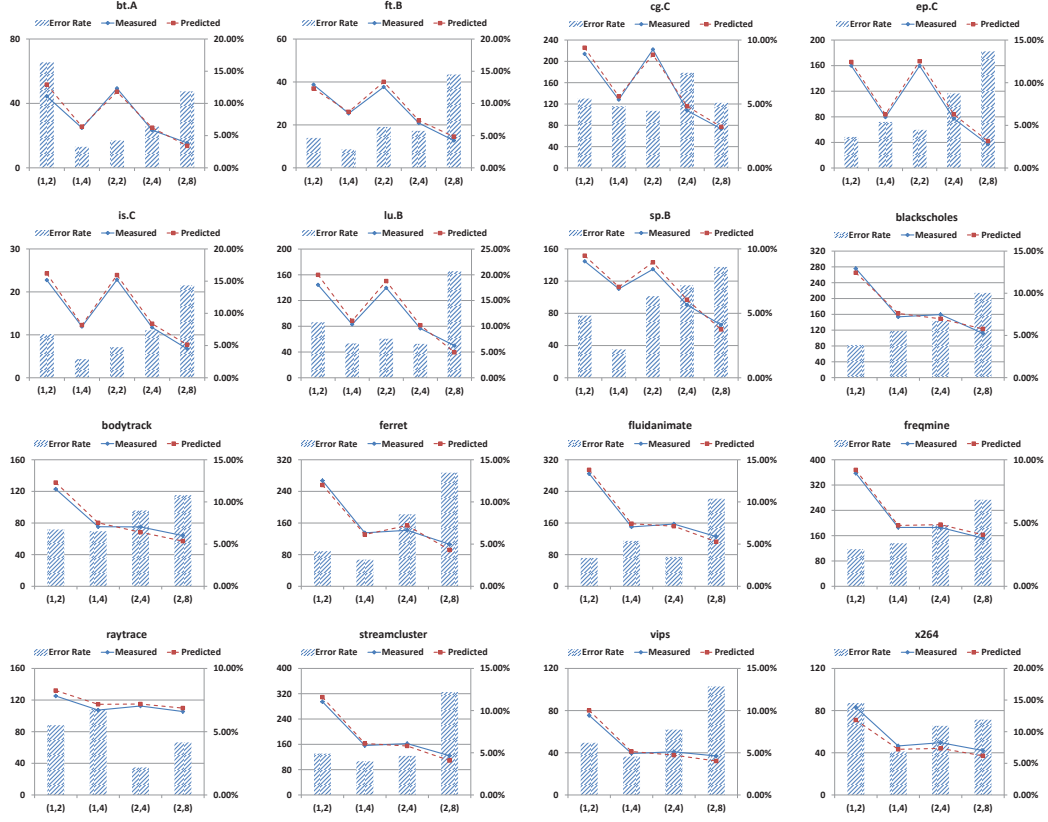 bt.A
Error Rate Measured Predicted
80 20.00%
15.00%
40 10.00%
5.00%
0 0.00%
(1,2) (1,4) (2,2) (2,4) (2,8)
ft.B
Error Rate Measured Predicted
60 20.00%
15.00%
40
10.00%
20
5.00%
0 0.00%
(1,2) (1,4) (2,2) (2,4) (2,8)
cg.C
Error Rate Measured Predicted
240 10.00%
200
160
120 5.00%
80
40
0 0.00%
(1,2) (1,4) (2,2) (2,4) (2,8)
ep.C
Error Rate Measured Predicted
200 15.00%
160
10.00%
120
80
5.00%
40
0 0.00%
(1,2) (1,4) (2,2) (2,4) (2,8)
is.C
Error Rate Measured Predicted
30 20.00%
15.00%
20
10.00%
10
5.00%
0 0.00%
(1,2) (1,4) (2,2) (2,4) (2,8)
lu.B
Error Rate Measured Predicted
200 25.00%
160 20.00%
120 15.00%
80 10.00%
40 5.00%
0 0.00%
(1,2) (1,4) (2,2) (2,4) (2,8)
sp.B
Error Rate Measured Predicted
160 10.00%
120
80 5.00%
40
0 0.00%
(1,2) (1,4) (2,2) (2,4) (2,8)
blackscholes
Error Rate Measured Predicted
320 15.00%
280
240
10.00%
200
160
120
5.00%
80
40
0 0.00%
(1,2) (1,4) (2,4) (2,8)
bodytrack
Error Rate Measured Predicted
160 15.00%
120
10.00%
80
5.00%
40
0 0.00%
(1,2) (1,4) (2,4) (2,8)
ferret
Error Rate Measured Predicted
320 15.00%
240
10.00%
160
5.00%
80
0 0.00%
(1,2) (1,4) (2,4) (2,8)
fluidanimate
Error Rate Measured Predicted
320 15.00%
240
10.00%
160
5.00%
80
0 0.00%
(1,2) (1,4) (2,4) (2,8)
freqmine
Error Rate Measured Predicted
400 10.00%
320
240
5.00%
160
80
0 0.00%
(1,2) (1,4) (2,4) (2,8)
raytrace
Error Rate Measured Predicted
160 10.00%
120
80 5.00%
40
0 0.00%
(1,2) (1,4) (2,4) (2,8)
streamcluster
Error Rate Measured Predicted
400 15.00%
320
10.00%
240
160
5.00%
80
0 0.00%
(1,2) (1,4) (2,4) (2,8)
vips
Error Rate Measured Predicted
120 15.00%
80 10.00%
40 5.00%
0 0.00%
(1,2) (1,4) (2,4) (2,8)
x264
Error Rate Measured Predicted
120 20.00%
15.00%
80
10.00%
40
5.00%
0 0.00%
(1,2) (1,4) (2,4) (2,8)